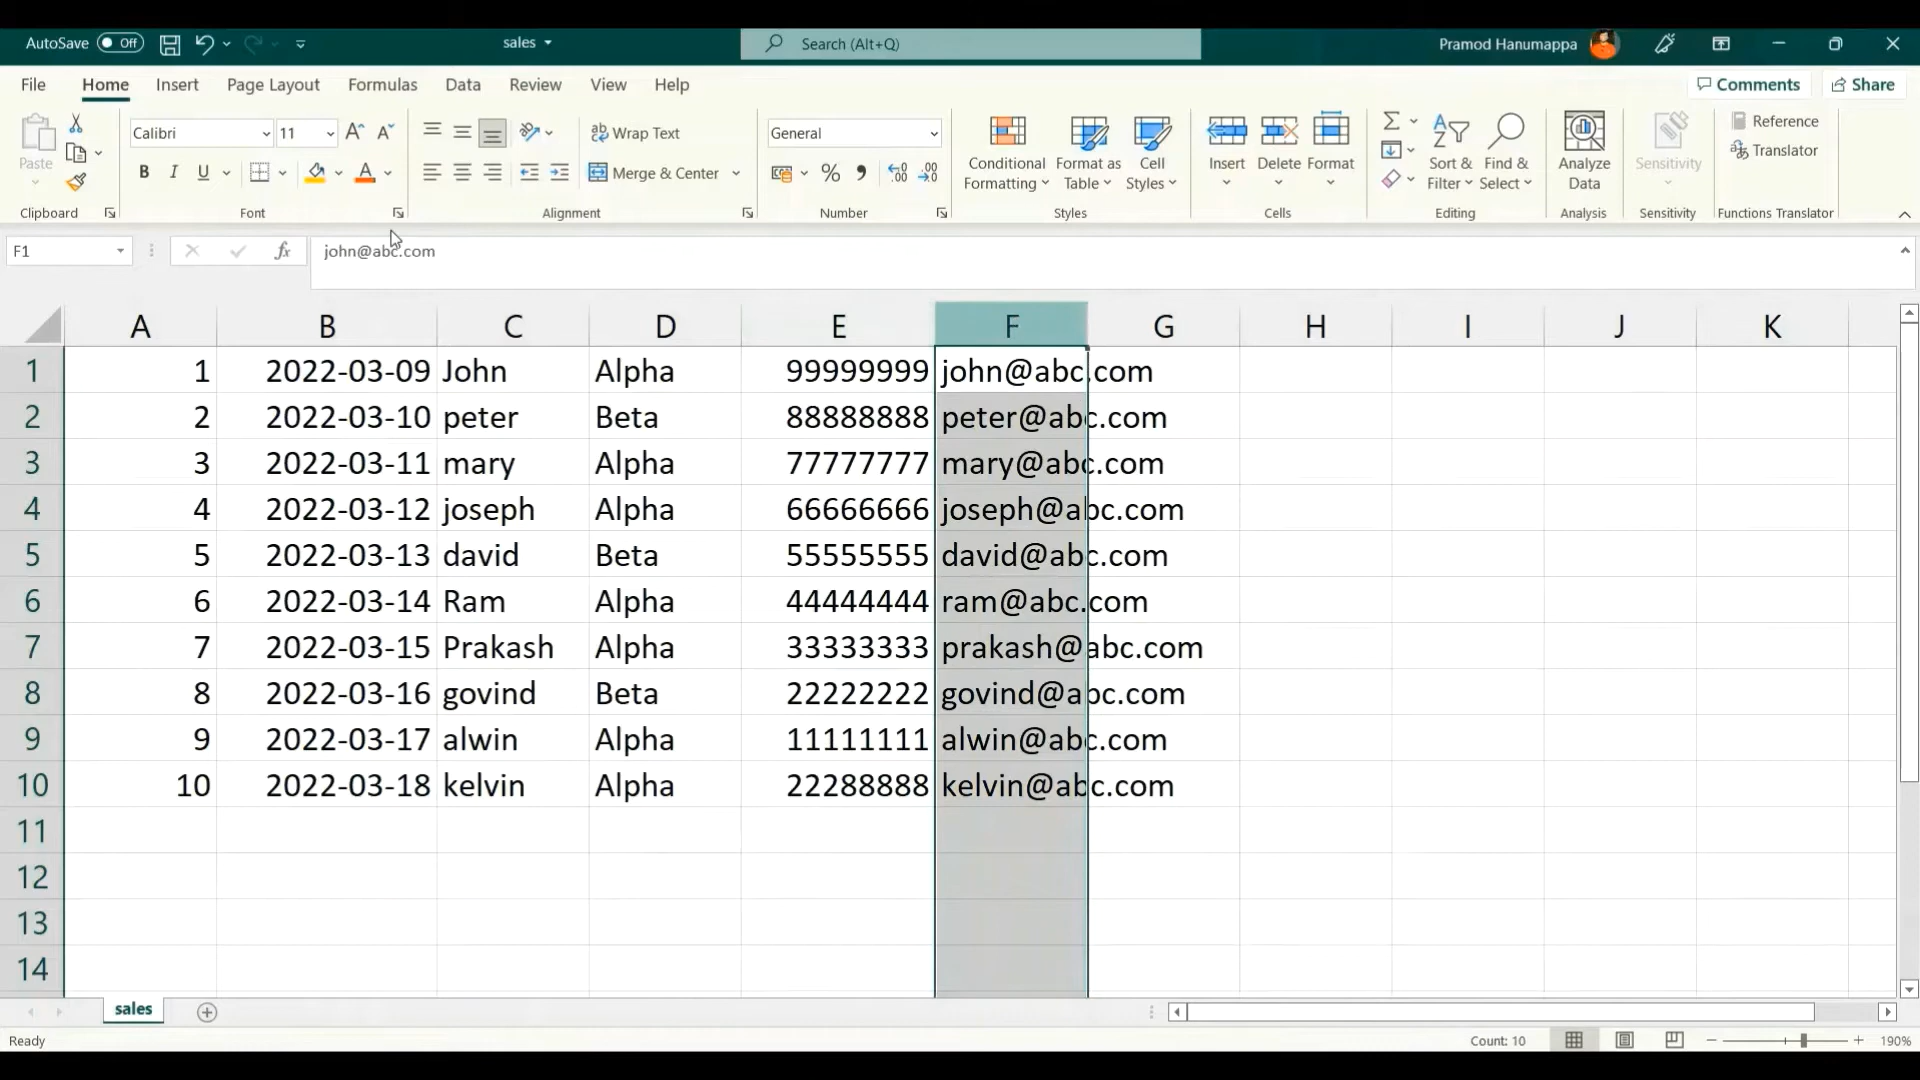 AutoSave Off sales Search (Alt+Q) Pramod Hanumappa
File Home Insert Page Layout Formulas Data Review View Help Comments Share
Paste Calibri 11 Wrap Text General Conditional Formatting Format as Table Cell Styles Insert Delete Format Sort & Filter Find & Select Analyze Data Sensitivity Reference
B I U A Merge & Center % Translator
Clipboard Font Alignment Number Styles Cells Editing Analysis Sensitivity Functions Translator
F1 fx john@abc.com
A B C D E F G H I J K
1 1 2022-03-09 John Alpha 99999999 john@abc.com
2 2 2022-03-10 peter Beta 88888888 peter@abc.com
3 3 2022-03-11 mary Alpha 77777777 mary@abc.com
4 4 2022-03-12 joseph Alpha 66666666 joseph@abc.com
5 5 2022-03-13 david Beta 55555555 david@abc.com
6 6 2022-03-14 Ram Alpha 44444444 ram@abc.com
7 7 2022-03-15 Prakash Alpha 33333333 prakash@abc.com
8 8 2022-03-16 govind Beta 22222222 govind@abc.com
9 9 2022-03-17 alwin Alpha 11111111 alwin@abc.com
10 10 2022-03-18 kelvin Alpha 22288888 kelvin@abc.com
11
12
13
14
sales
Ready Count: 10 190%